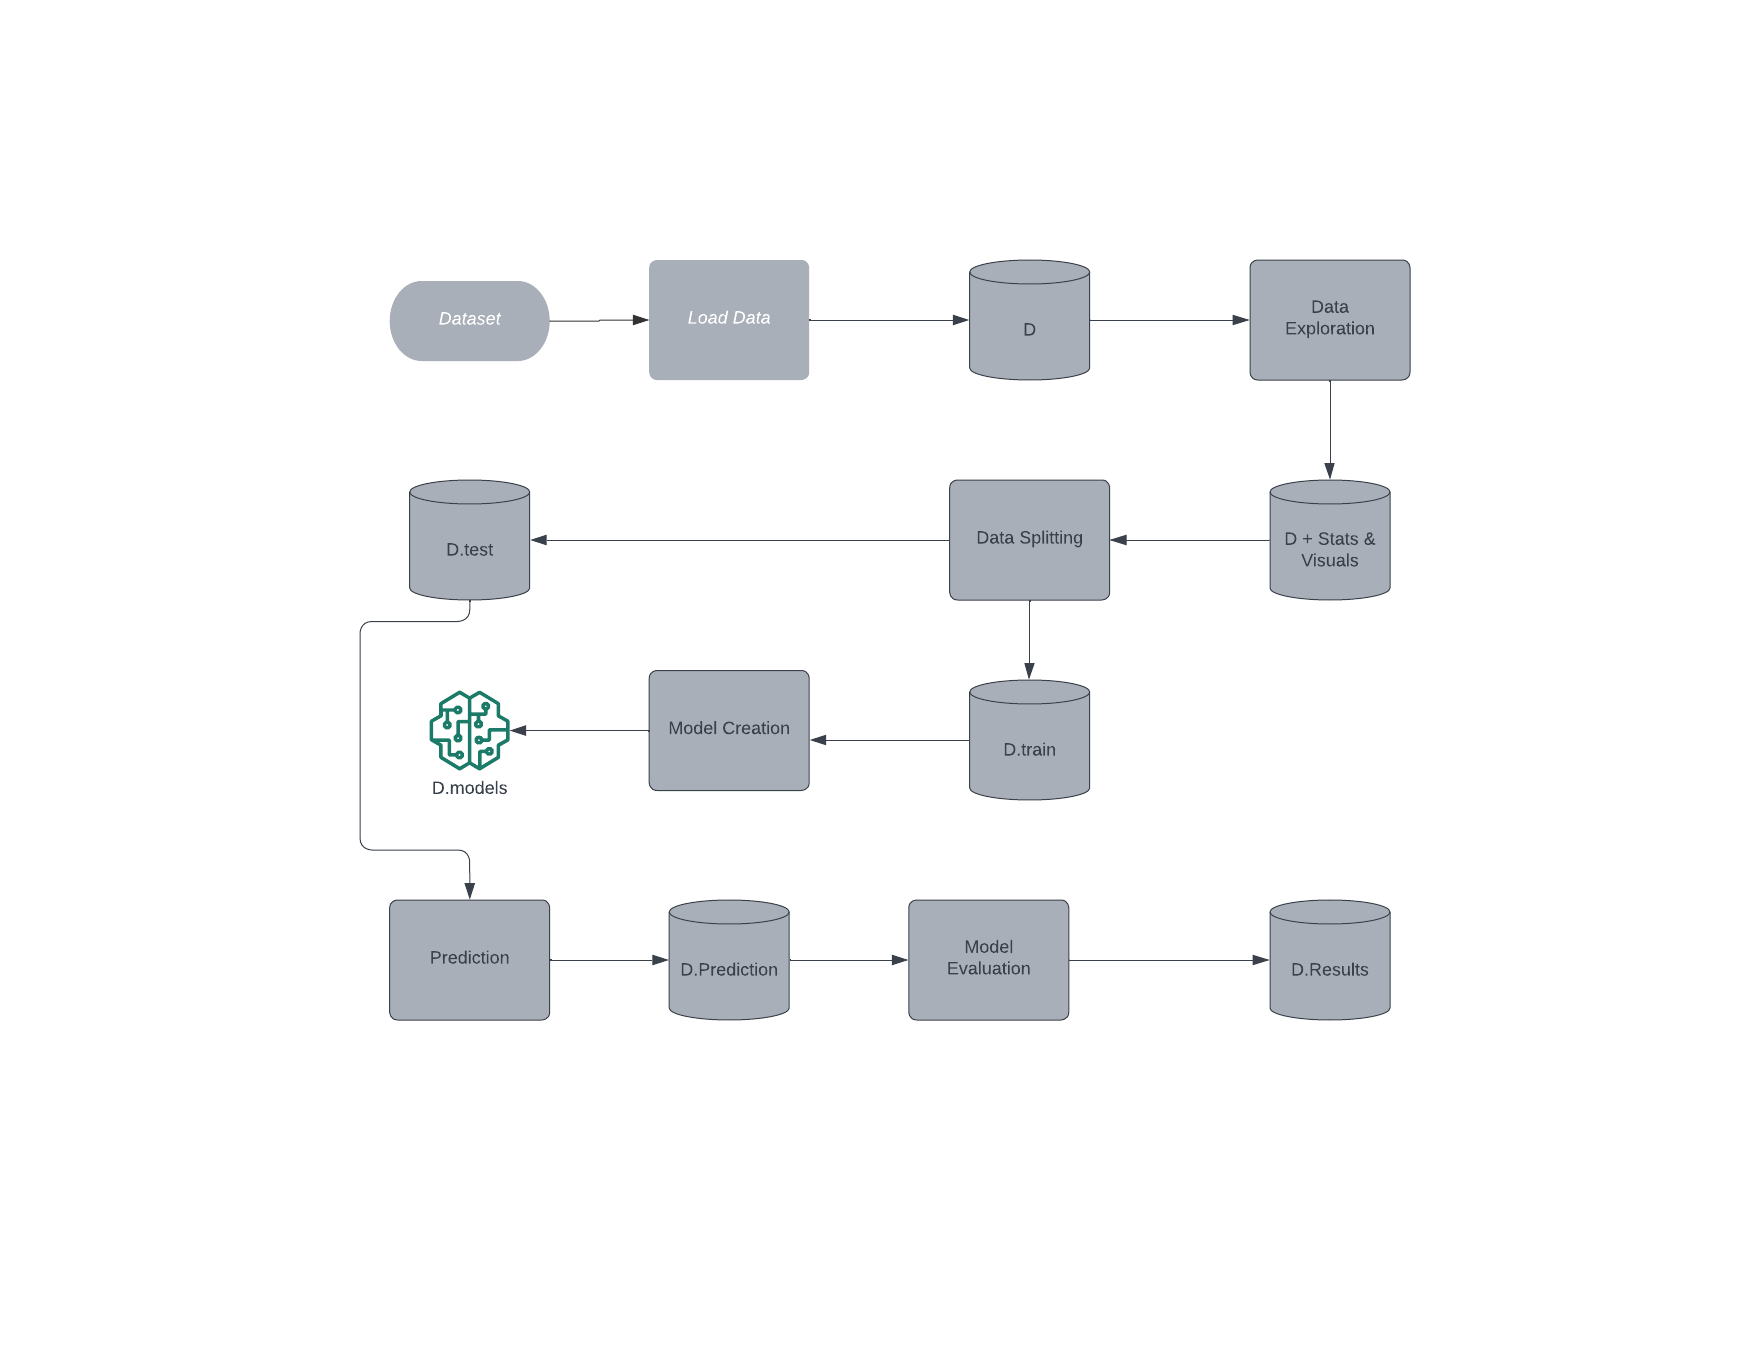 Dataset
Load Data
D
Data
Exploration
D.test
Data Splitting
D + Stats &
Visuals
D.models
Model Creation
D.train
Prediction
D.Prediction
Model
Evaluation
D.Results